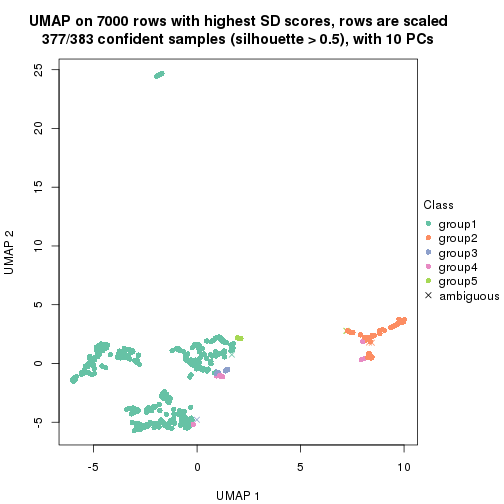 UMAP on 7000 rows with highest SD scores, rows are scaled
377/383 confident samples (silhouette > 0.5), with 10 PCs
25
20
15
10
5
0
-5
UMAP 2
-5
0
5
10
UMAP 1
Class
group1
group2
group3
group4
group5
ambiguous